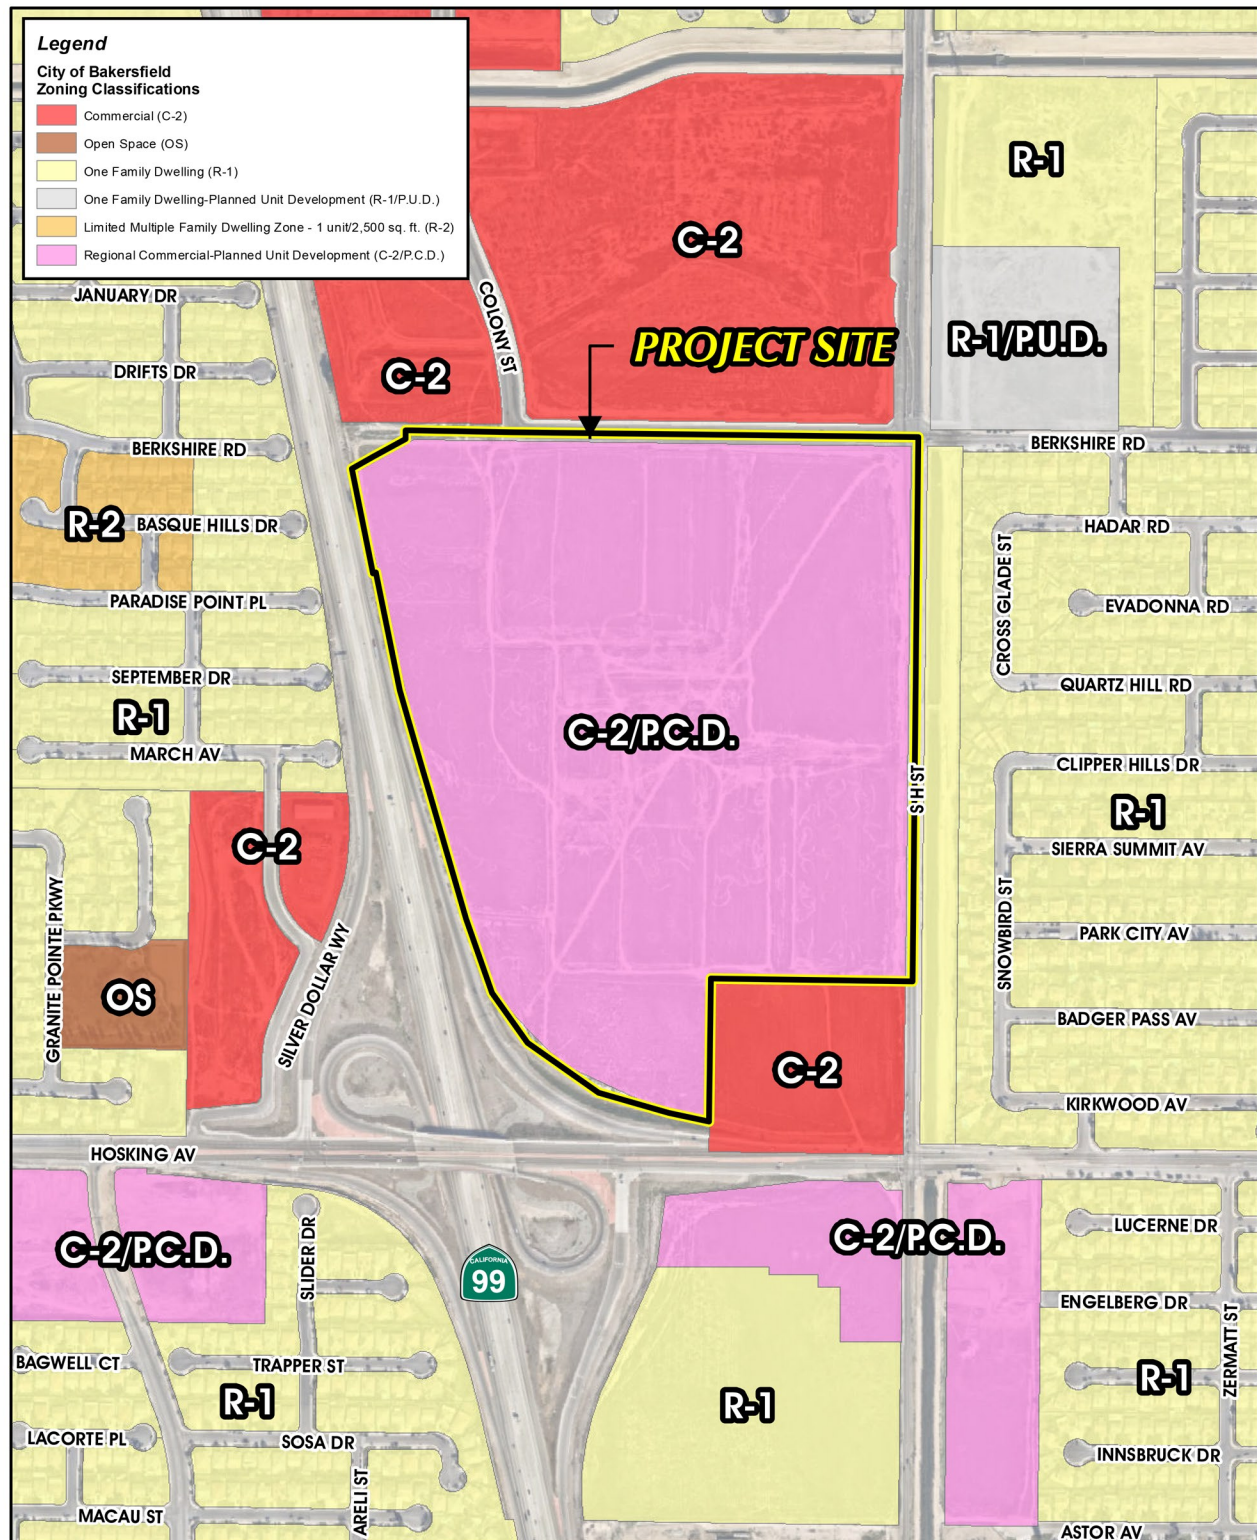 Legend
City of Bakersfield
Zoning Classifications
Commercial (C-2)
Open Space (OS)
One Family Dwelling (R-1)
One Family Dwelling-Planned Unit Development (R-1/P.U.D.)
Limited Multiple Family Dwelling Zone - 1 unit/2,500 sq. ft. (R-2)
Regional Commercial-Planned Unit Development (C-2/P.C.D.)
R-1
C-2
JANUARY DR
COLONY ST
PROJECT SITE
R-1/P.U.D.
DRIFTS DR
C-2
BERKSHIRE RD
BERKSHIRE RD
R-2
BASQUE HILLS DR
HADAR RD
CROSS GLADE ST
PARADISE POINT PL
EVADONNA RD
SEPTEMBER DR
QUARTZ HILL RD
R-1
C-2/P.C.D.
MARCH AV
CLIPPER HILLS DR
S H ST
R-1
C-2
SIERRA SUMMIT AV
GRANITE POINTE PKWY
SNOWBIRD ST
PARK CITY AV
OS
SILVER DOLLAR WY
BADGER PASS AV
C-2
KIRKWOOD AV
HOSKING AV
LUCERNE DR
C-2/P.C.D.
SLIDER DR
C-2/P.C.D.
CALIFORNIA
99
ENGELBERG DR
ZERMATT ST
BAGWELL CT
TRAPPER ST
R-1
R-1
R-1
LACORTE PL
SOSA DR
INNSBRUCK DR
ARELI ST
MACAU ST
ASTOR AV